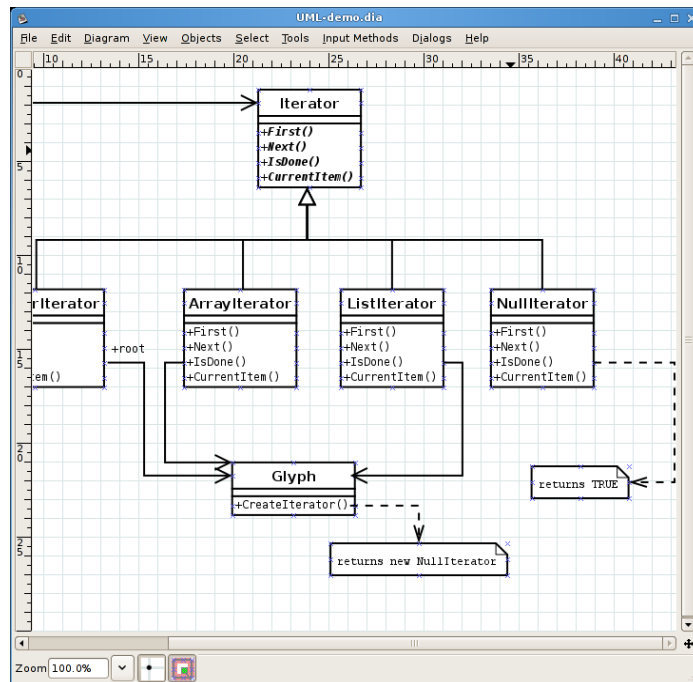 UML-demo.dia
File Edit Diagram View Objects Select Tools Input Methods Dialogs Help
10 15 20 25 30 35 40
0
5
10
15
20
25
Iterator
+First()
+Next()
+IsDone()
+CurrentItem()
rIterator
em()
+root
ArrayIterator
+First()
+Next()
+IsDone()
+CurrentItem()
ListIterator
+First()
+Next()
+IsDone()
+CurrentItem()
NullIterator
+First()
+Next()
+IsDone()
+CurrentItem()
Glyph
+CreateIterator()
returns TRUE
returns new NullIterator
Zoom 100.0%